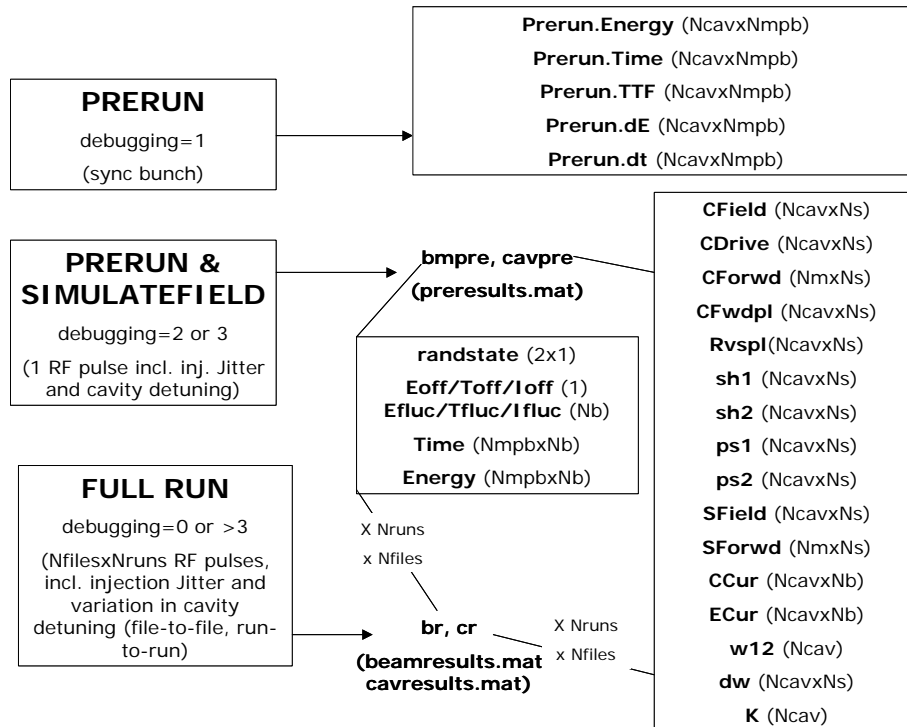 PRERUN
debugging=1
(sync bunch)
Prerun.Energy (NcavxNmpb)
Prerun.Time (NcavxNmpb)
Prerun.TTF (NcavxNmpb)
Prerun.dE (NcavxNmpb)
Prerun.dt (NcavxNmpb)
PRERUN &
SIMULATEFIELD
debugging=2 or 3
(1 RF pulse incl. inj. Jitter
and cavity detuning)
bmpre, cavpre
(preresults.mat)
randstate (2x1)
Eoff/Toff/Ioff (1)
Efluc/Tfluc/Ifluc (Nb)
Time (NmpbxNb)
Energy (NmpbxNb)
FULL RUN
debugging=0 or >3
(NfilesxNruns RF pulses,
incl. injection Jitter and
variation in cavity
detuning (file-to-file, run-
to-run)
X Nruns
x Nfiles
br, cr
(beamresults.mat
cavresults.mat)
X Nruns
x Nfiles
CField (NcavxNs)
CDrive (NcavxNs)
CForwd (NmxNs)
CFwdpl (NcavxNs)
Rvspl(NcavxNs)
sh1 (NcavxNs)
sh2 (NcavxNs)
ps1 (NcavxNs)
ps2 (NcavxNs)
SField (NcavxNs)
SForwd (NmxNs)
CCur (NcavxNb)
ECur (NcavxNb)
w12 (Ncav)
dw (NcavxNs)
K (Ncav)